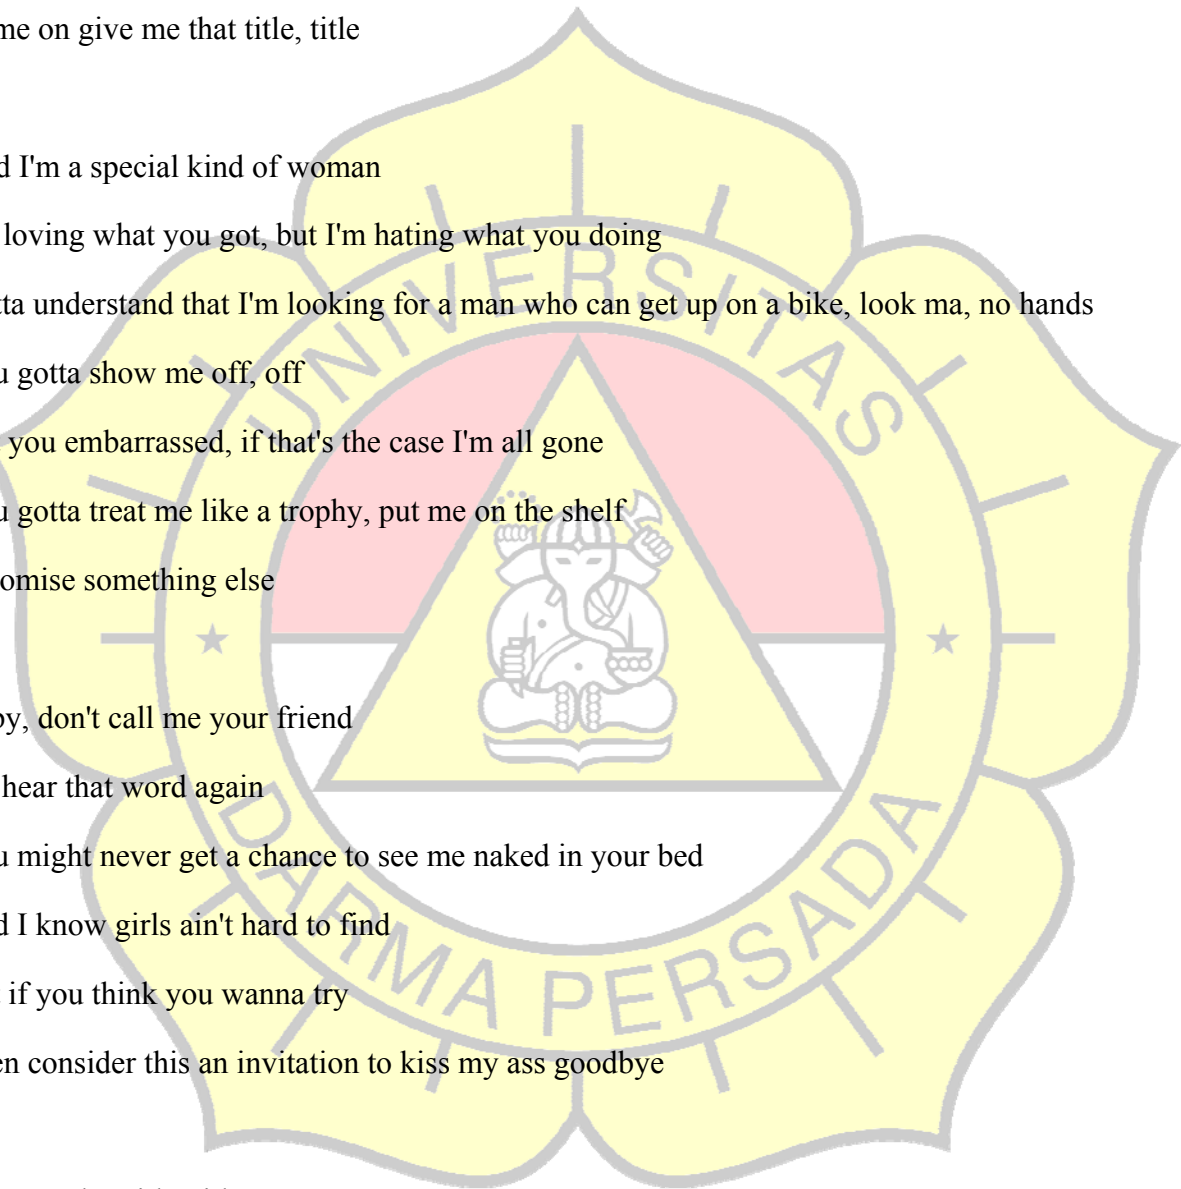 me on give me that title, title
d I'm a special kind of woman
loving what you got, but I'm hating what you doing
tta understand that I'm looking for a man who can get up on a bike, look ma, no hands
u gotta show me off, off
you embarrassed, if that's the case I'm all gone
u gotta treat me like a trophy, put me on the shelf
omise something else
by, don't call me your friend
hear that word again
u might never get a chance to see me naked in your bed
d I know girls ain't hard to find
if you think you wanna try
en consider this an invitation to kiss my ass goodbye
UNIVERSITAS
DARMA PERSADA